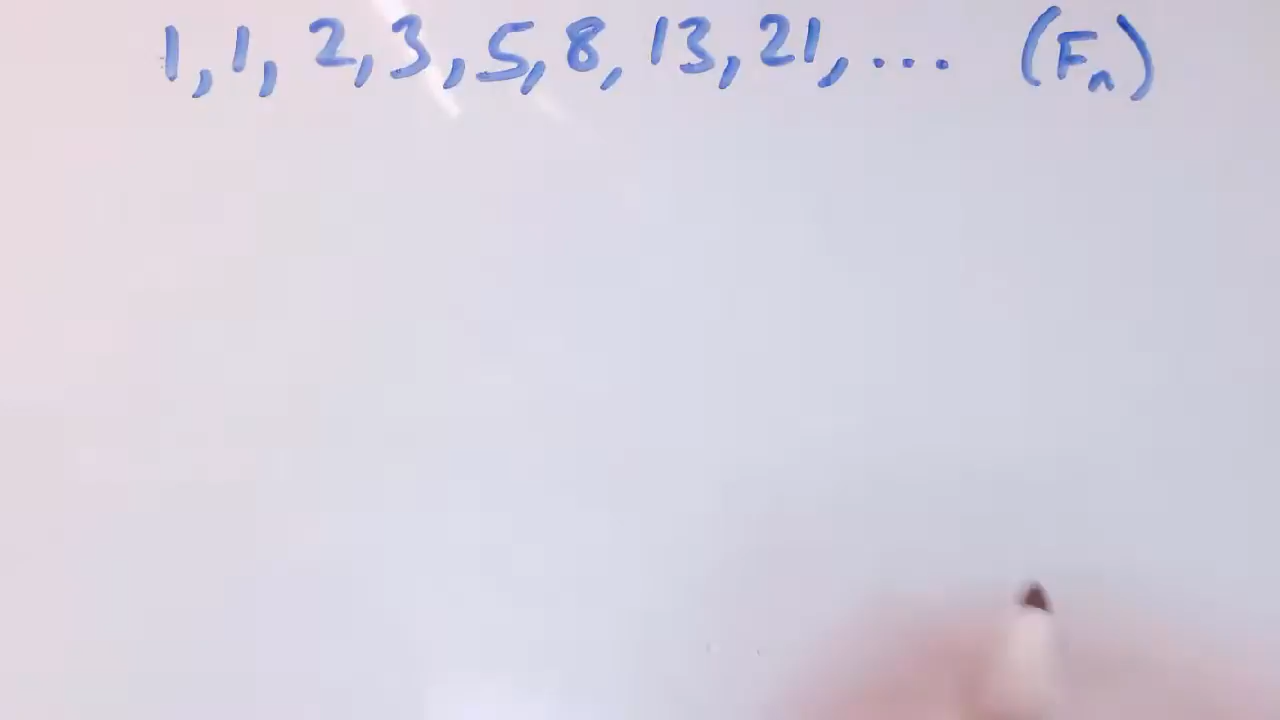 1, 1, 2, 3, 5, 8, 13, 21, ... (Fn)